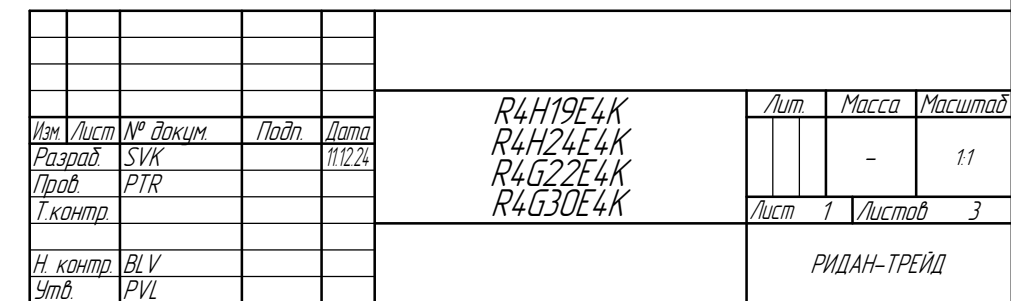 R4H19E4K
R4H24E4K
R4G22E4K
R4G30E4K
Лит. Масса Масштаб
– 1:1
Лист 1 Листов 3
Изм. Лист № докум. Подп. Дата
Разраб. SVK 11.12.24
Пров. PTR
Т.контр.
Н. контр. BLV
Утв. PVL
РИДАН-ТРЕЙД